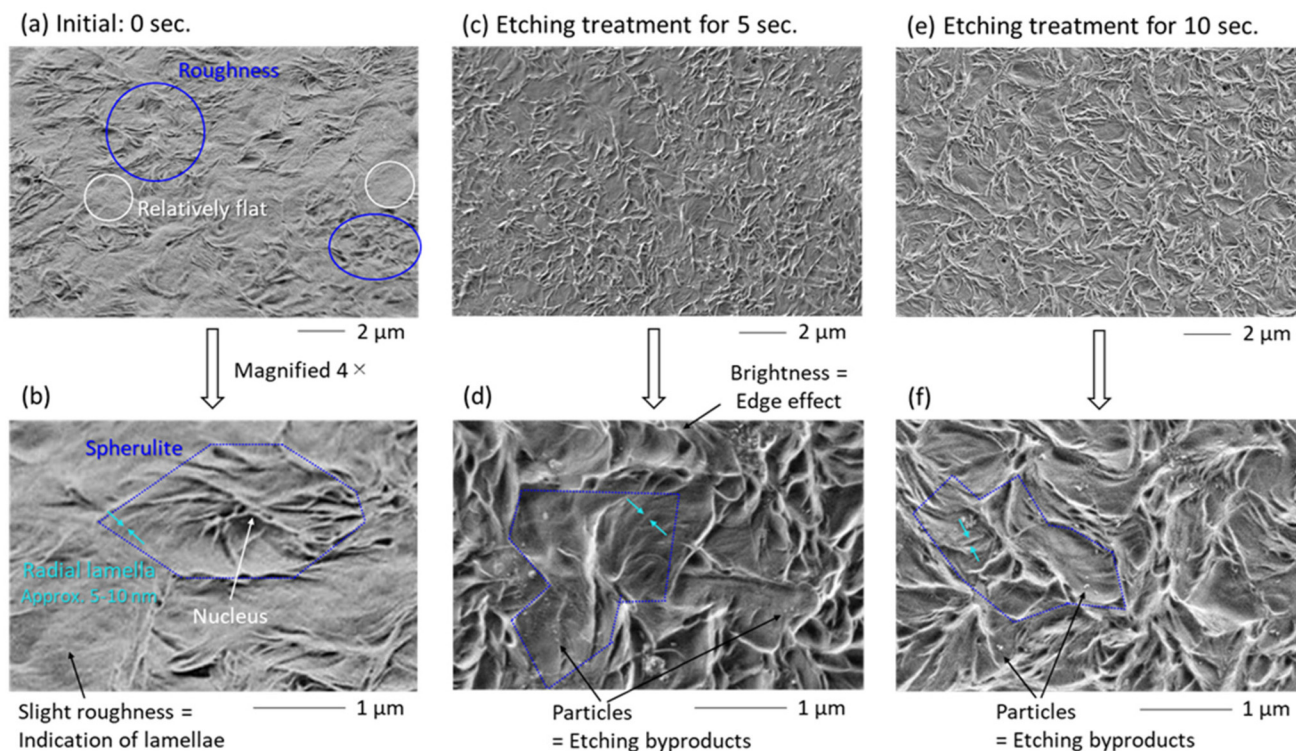 (a) Initial: 0 sec.
Roughness
Relatively flat
2 μm
Magnified 4 ×
(b)
Spherulite
Radial lamella
Approx. 5-10 nm
Nucleus
Slight roughness =
Indication of lamellae
1 μm
(c) Etching treatment for 5 sec.
2 μm
Brightness =
Edge effect
(d)
Particles
= Etching byproducts
1 μm
(e) Etching treatment for 10 sec.
2 μm
(f)
Particles
= Etching byproducts
1 μm